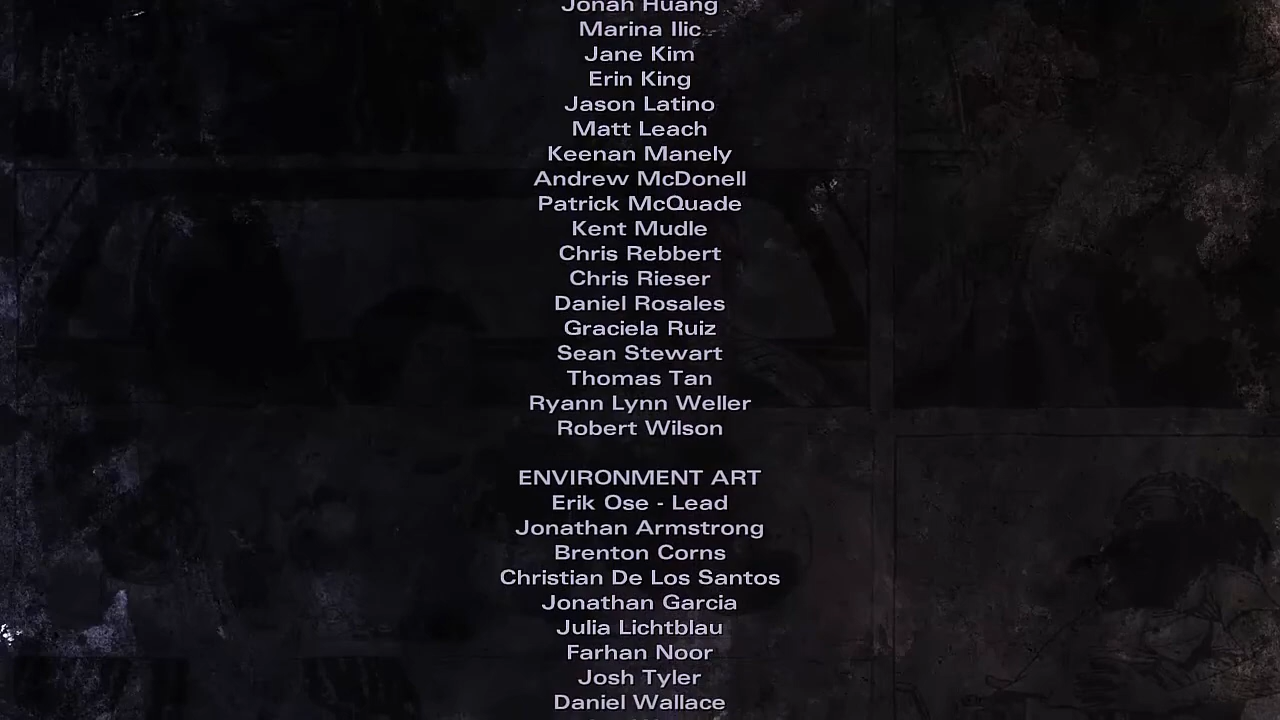 Jonah Huang
Marina Ilic
Jane Kim
Erin King
Jason Latino
Matt Leach
Keenan Manely
Andrew McDonell
Patrick McQuade
Kent Mudle
Chris Rebbert
Chris Rieser
Daniel Rosales
Graciela Ruiz
Sean Stewart
Thomas Tan
Ryann Lynn Weller
Robert Wilson
ENVIRONMENT ART
Erik Ose - Lead
Jonathan Armstrong
Brenton Corns
Christian De Los Santos
Jonathan Garcia
Julia Lichtblau
Farhan Noor
Josh Tyler
Daniel Wallace